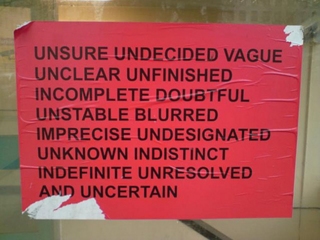 UNSURE UNDECIDED VAGUE
UNCLEAR UNFINISHED
INCOMPLETE DOUBTFUL
UNSTABLE BLURRED
IMPRECISE UNDESIGNATED
UNKNOWN INDISTINCT
INDEFINITE UNRESOLVED
AND UNCERTAIN